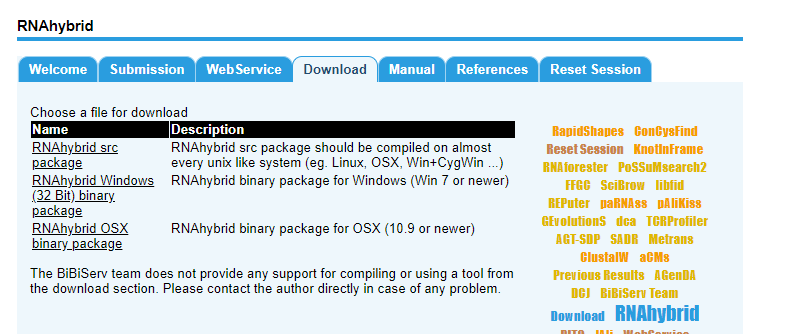 RNAhybrid
Welcome Submission WebService Download Manual References Reset Session
Choose a file for download
Name Description
RNAhybrid src package RNAhybrid src package should be compiled on almost every unix like system (eg. Linux, OSX, Win+CygWin ...)
RNAhybrid Windows (32 Bit) binary package RNAhybrid binary package for Windows (Win 7 or newer)
RNAhybrid OSX binary package RNAhybrid binary package for OSX (10.9 or newer)
The BiBiServ team does not provide any support for compiling or using a tool from
the download section. Please contact the author directly in case of any problem.
RapidShapes ConCysFind
Reset Session KnotInFrame
RNAforester PoSSuMsearch2
FFGC SciBrow libfid
REPuter paRNAss pAliKiss
GEvolutionS dca TCRProfiler
AGT-SDP SADR Metrans
ClustalW aCMs
Previous Results AGenDA
DCJ BiBiServ Team
Download RNAhybrid